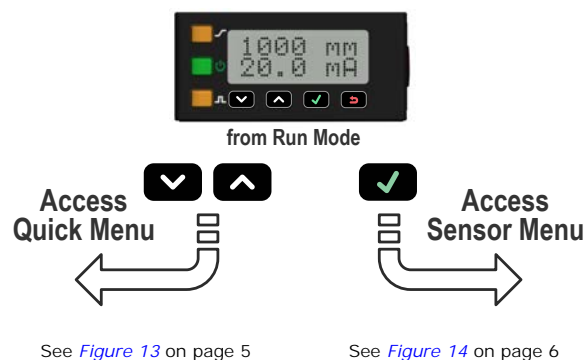 1000 mm
20.0 mA
from Run Mode
Access
Quick Menu
Access
Sensor Menu
See Figure 13 on page 5
See Figure 14 on page 6